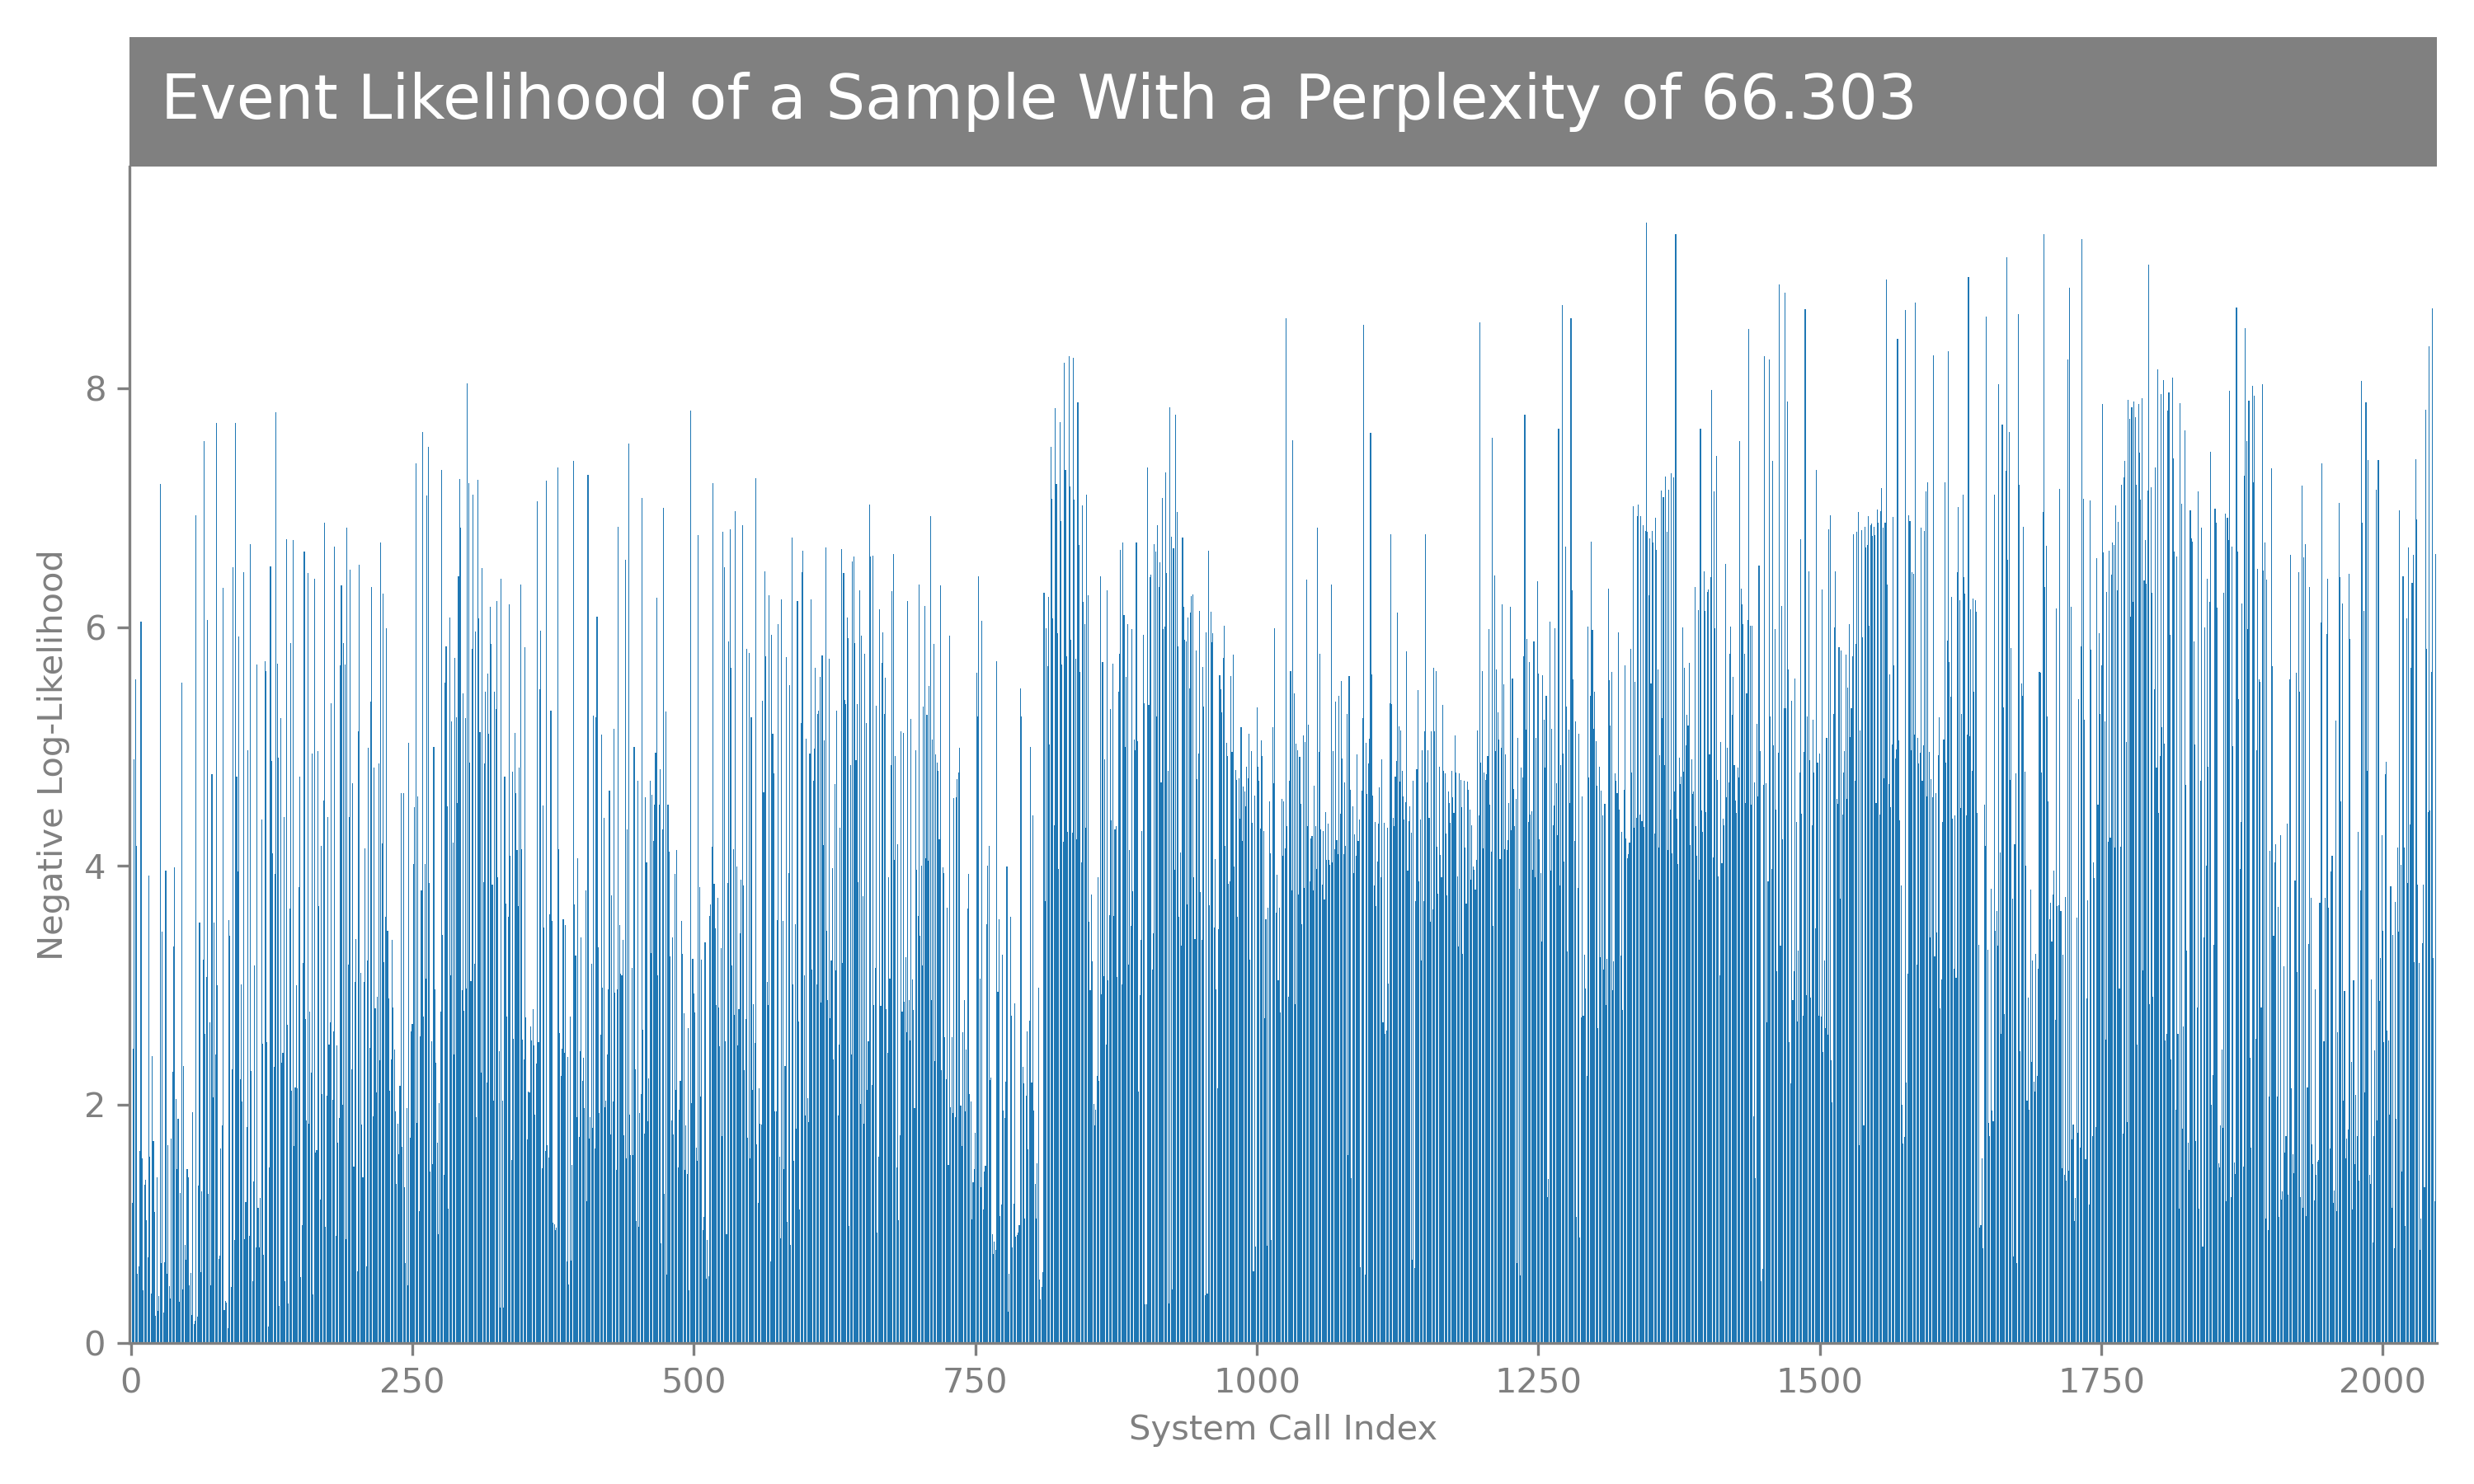 Event Likelihood of a Sample With a Perplexity of 66.303
Negative Log-Likelihood
8
6
4
2
0
0 250 500 750 1000 1250 1500 1750 2000
System Call Index